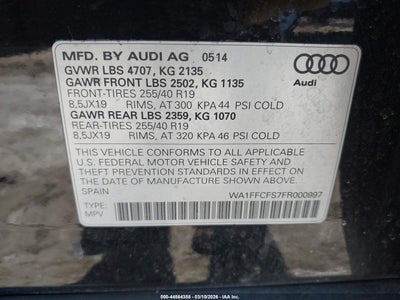 MFD. BY AUDI AG 05-14
GVWR LBS 4707, KG 2135
GAWR FRONT LBS 2502, KG 1135
FRONT-TIRES 255/40 R19
8,5JX19 RIMS, AT 300 KPA 44 PSI COLD
GAWR REAR LBS 2359, KG 1070
REAR-TIRES 255/40 R19
8,5JX19 RIMS, AT 320 KPA 46 PSI COLD
Audi
THIS VEHICLE CONFORMS TO ALL APPLICABLE
U.S. FEDERAL MOTOR VEHICLE SAFETY AND
THEFT PREVENTION STANDARDS IN EFFECT
ON THE DATE OF MANUFACTURE SHOWN ABOVE.
SPAIN
WA1FFCFS7FR000997
TYPE:
MPV
000-44564358 - 03/10/2026 - IAA Inc.